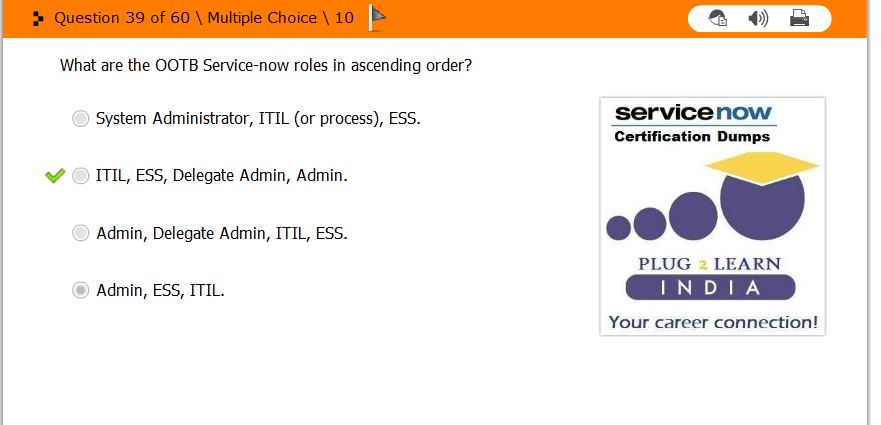 Question 39 of 60 \ Multiple Choice \ 10
What are the OOTB Service-now roles in ascending order?
System Administrator, ITIL (or process), ESS.
ITIL, ESS, Delegate Admin, Admin.
Admin, Delegate Admin, ITIL, ESS.
Admin, ESS, ITIL.
servicenow
Certification Dumps
PLUG 2 LEARN
INDIA
Your career connection!